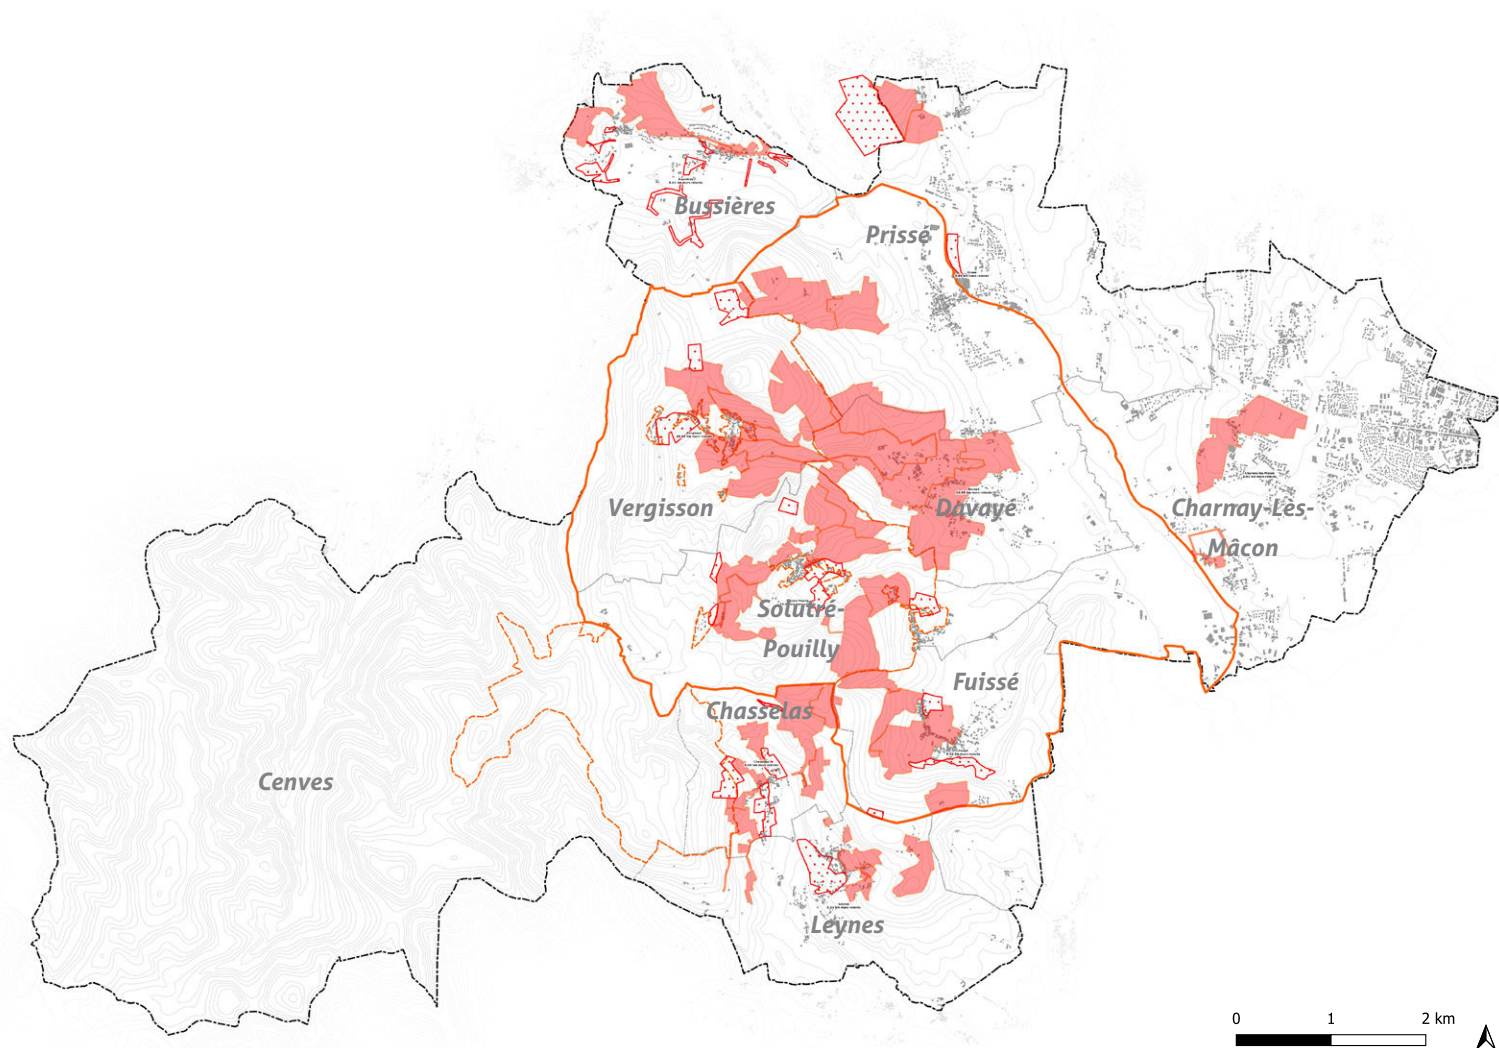 Bussières
Prissé
Vergisson
Davayé
Charnay-Lès-
Mâcon
Solutré-
Pouilly
Fuissé
Chasselas
Cenves
Leynes
0 1 2 km